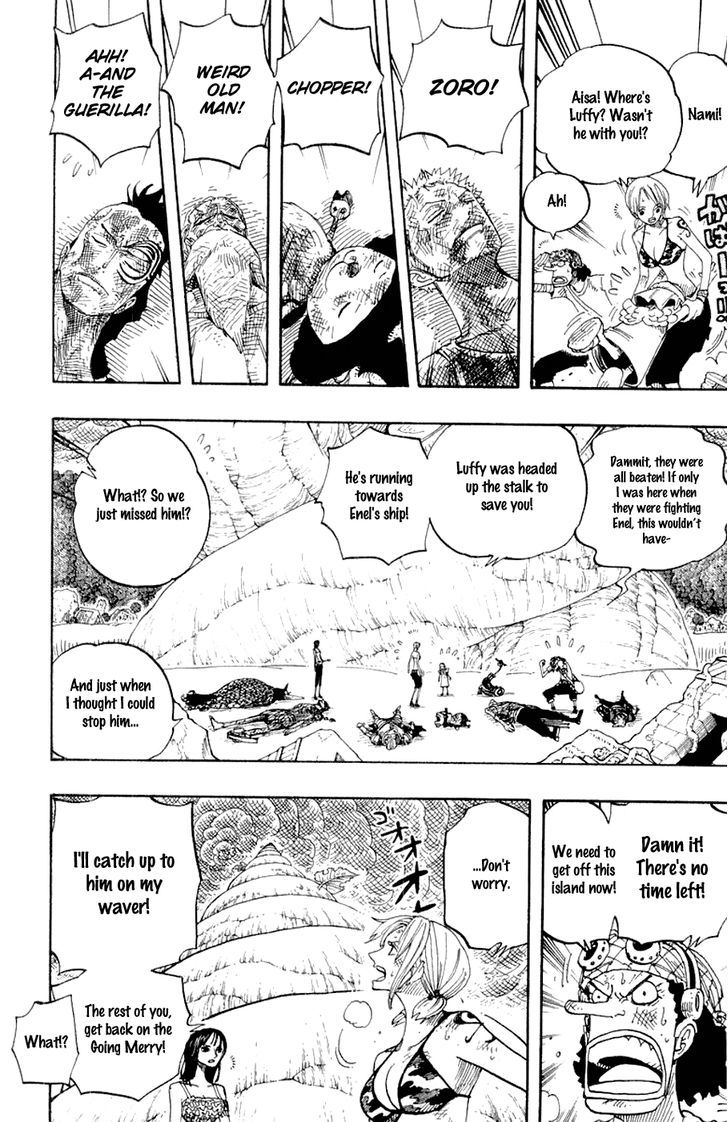 Nami!
Aisa! Where's
Luffy? Wasn't
he with you!?
Ah!
ZORO!
CHOPPER!
WEIRD
OLD
MAN!
AHH!
A-AND
THE
GUERILLA!
Dammit, they were
all beaten! If only
I was here when
they were fighting
Enel, this wouldn't
have-
Luffy was headed
up the stalk to
save you!
He's running
towards
Enel's ship!
What!? So we
just missed him!?
And just when
I thought I could
stop him...
Damn it!
There's no
time left!
We need to
get off this
island now!
...Don't
worry.
ゴオオオ
I'll catch up to
him on my
waver!
The rest of you,
get back on the
Going Merry!
What!?